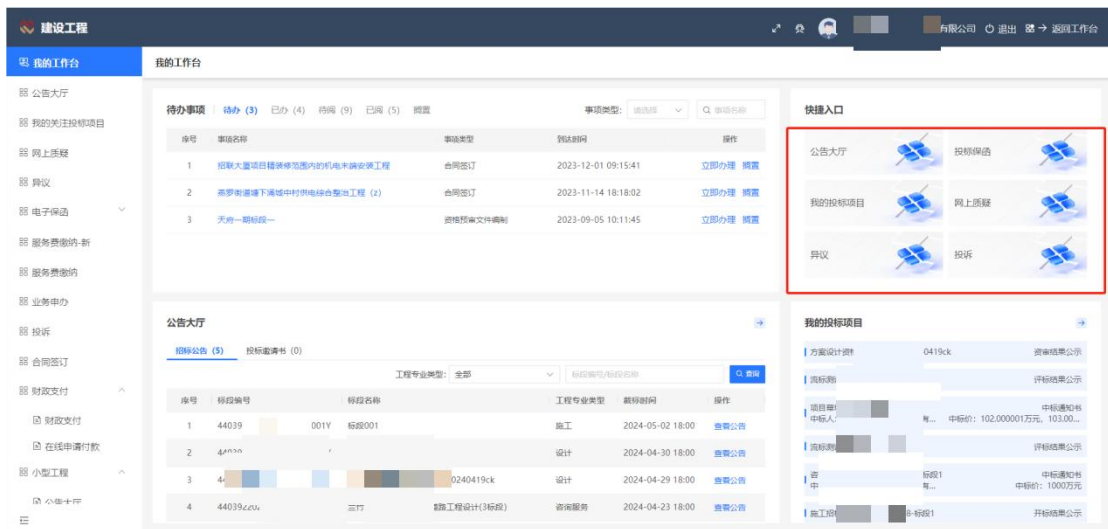 建设工程
有限公司 退出 返回工作台
我的工作台
公告大厅
我的关注投标项目
网上质疑
异议
电子保函
服务费缴纳-新
服务费缴纳
业务申办
投诉
合同签订
财政支付
财政支付
在线申请付款
小型工程
公告大厅
我的工作台
待办事项 待办 (3) 已办 (4) 待阅 (9) 已阅 (5) 搁置 事项类型: 请选择 事项名称
序号 事项名称 事项类型 到达时间 操作
1 招联大厦项目精装修范围内的机电末端安装工程 合同签订 2023-12-01 09:15:41 立即办理 搁置
2 燕罗街道塘下涌城中村供电综合整治工程 (z) 合同签订 2023-11-14 18:18:02 立即办理 搁置
3 天府一期标段一 资格预审文件编制 2023-09-05 10:11:45 立即办理 搁置
快捷入口
公告大厅 投标保函
我的投标项目 网上质疑
异议 投诉
公告大厅
招标公告 (5) 投标邀请书 (0)
工程专业类型: 全部 标段编号/标段名称 查询
序号 标段编号 标段名称 工程专业类型 截标时间 操作
1 44039 001Y 标段001 施工 2024-05-02 18:00 查看公告
2 设计 2024-04-30 18:00 查看公告
3 0240419ck 设计 2024-04-29 18:00 查看公告
4 工程设计(3标段) 咨询服务 2024-04-23 18:00 查看公告
我的投标项目
方案设计资 0419ck 资审结果公示
流标测 评标结果公示
项目 中标通知书
中标人 有... 中标价: 102.000001万元, 103.00...
流标测 评标结果公示
咨 标段1 中标通知书
中 有... 中标价: 1000万元
施工招 8-标段1 开标结果公示